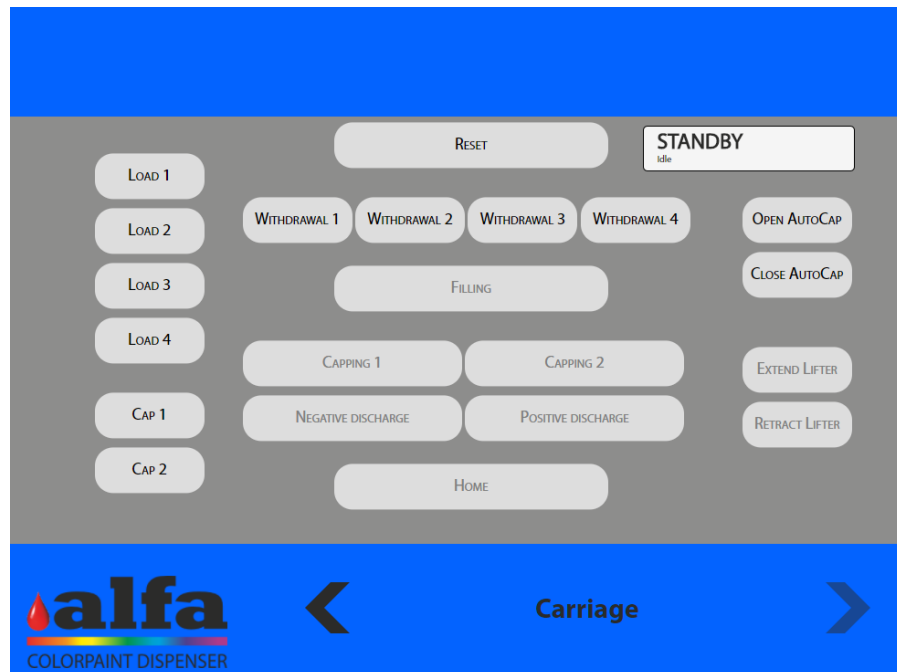 Reset
STANDBY
Idle
Load 1
Load 2
Load 3
Load 4
Cap 1
Cap 2
Withdrawal 1 Withdrawal 2 Withdrawal 3 Withdrawal 4
Filling
Capping 1 Capping 2
Negative discharge Positive discharge
Home
Open AutoCap
Close AutoCap
Extend Lifter
Retract Lifter
alfa
COLORPAINT DISPENSER
Carriage